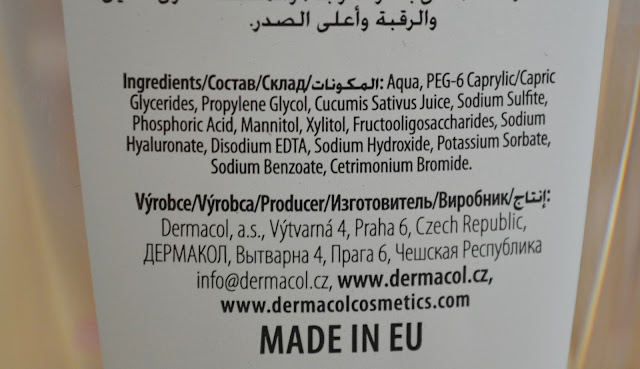 والرقبة وأعلى الصدر.
Ingredients/Состав/Склад/المكونات: Aqua, PEG-6 Caprylic/Capric
Glycerides, Propylene Glycol, Cucumis Sativus Juice, Sodium Sulfite,
Phosphoric Acid, Mannitol, Xylitol, Fructooligosaccharides, Sodium
Hyaluronate, Disodium EDTA, Sodium Hydroxide, Potassium Sorbate,
Sodium Benzoate, Cetrimonium Bromide.
Výrobce/Výrobca/Producer/Изготовитель/Виробник/إنتاج:
Dermacol, a.s., Výtvarná 4, Praha 6, Czech Republic,
ДЕРМАКОЛ, Вытварна 4, Прага 6, Чешская Республика
info@dermacol.cz, www.dermacol.cz,
www.dermacolcosmetics.com
MADE IN EU